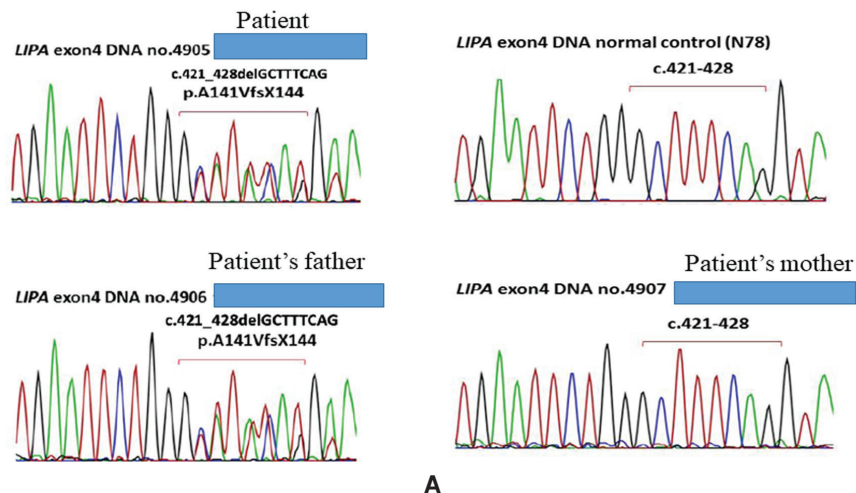 Patient
LIPA exon4 DNA no.4905
c.421_428delGCTTTCAG
p.A141VfsX144
LIPA exon4 DNA normal control (N78)
c.421-428
Patient's father
LIPA exon4 DNA no.4906
c.421_428delGCTTTCAG
p.A141VfsX144
Patient's mother
LIPA exon4 DNA no.4907
c.421-428
A